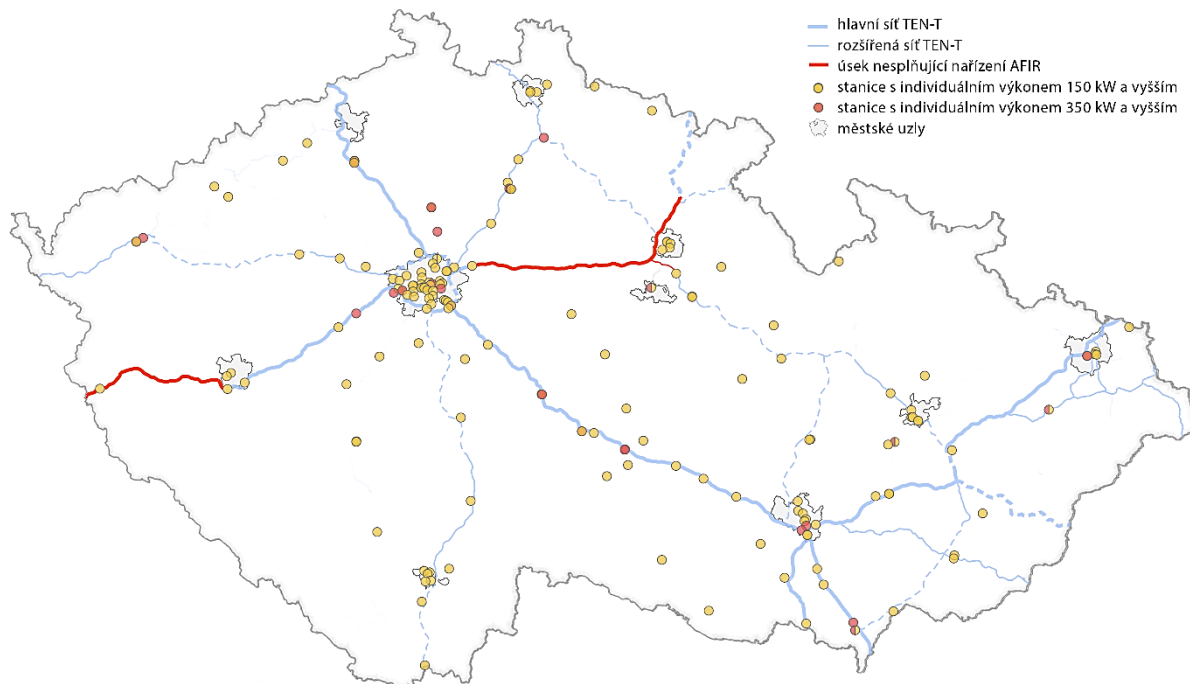 hlavní síť TEN-T
rozšířená síť TEN-T
úsek nesplňující nařízení AFIR
stanice s individuálním výkonem 150 kW a vyšším
stanice s individuálním výkonem 350 kW a vyšším
městské uzly